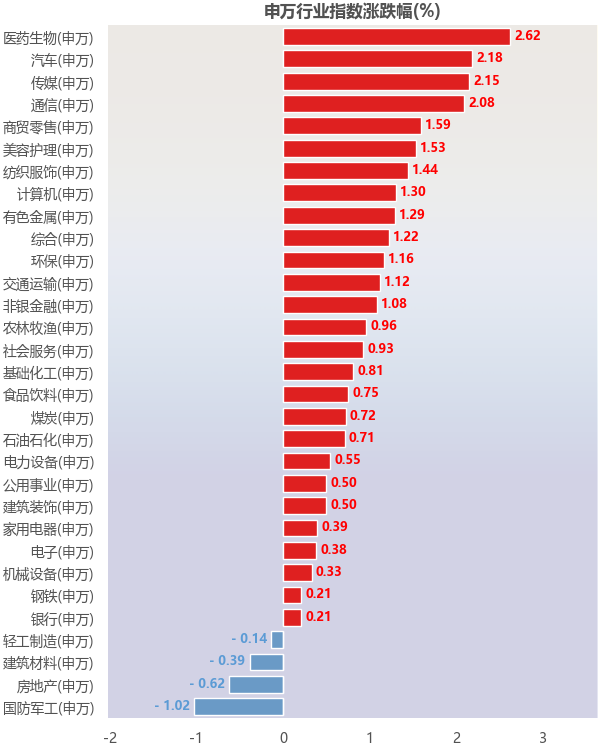 申万行业指数涨跌幅(%)
医药生物(申万) 2.62
汽车(申万) 2.18
传媒(申万) 2.15
通信(申万) 2.08
商贸零售(申万) 1.59
美容护理(申万) 1.53
纺织服饰(申万) 1.44
计算机(申万) 1.30
有色金属(申万) 1.29
综合(申万) 1.22
环保(申万) 1.16
交通运输(申万) 1.12
非银金融(申万) 1.08
农林牧渔(申万) 0.96
社会服务(申万) 0.93
基础化工(申万) 0.81
食品饮料(申万) 0.75
煤炭(申万) 0.72
石油石化(申万) 0.71
电力设备(申万) 0.55
公用事业(申万) 0.50
建筑装饰(申万) 0.50
家用电器(申万) 0.39
电子(申万) 0.38
机械设备(申万) 0.33
钢铁(申万) 0.21
银行(申万) 0.21
轻工制造(申万) - 0.14
建筑材料(申万) - 0.39
房地产(申万) - 0.62
国防军工(申万) - 1.02
-2 -1 0 1 2 3